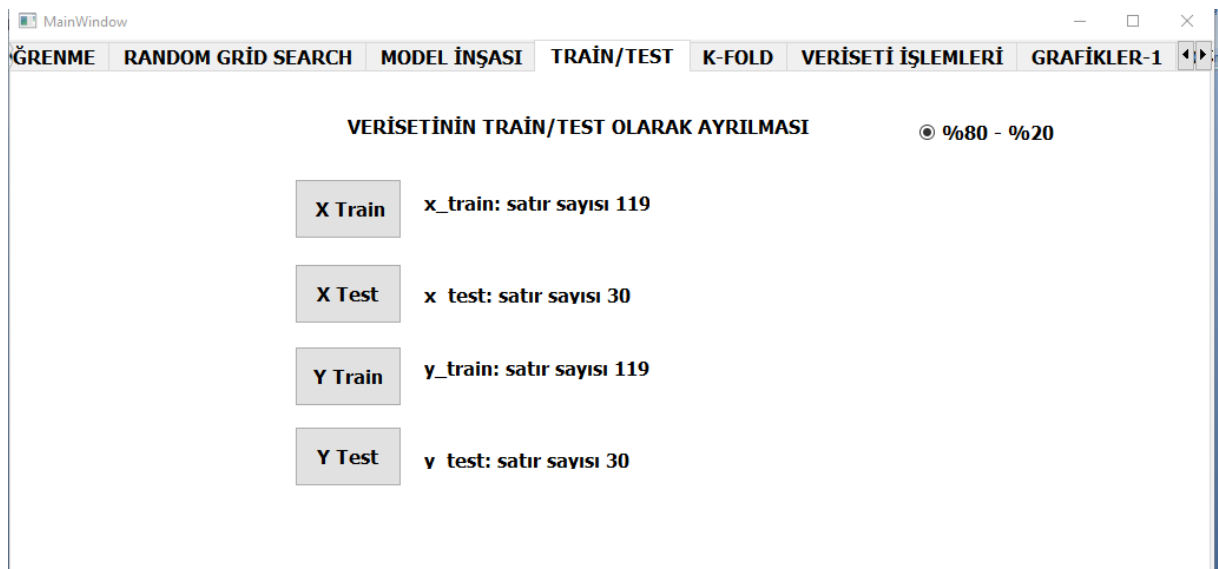 MainWindow
ĞRENME RANDOM GRİD SEARCH MODEL İNŞASI TRAİN/TEST K-FOLD VERİSETİ İŞLEMLERİ GRAFİKLER-1
VERİSETİNİN TRAİN/TEST OLARAK AYRILMASI %80 - %20
X Train x_train: satır sayısı 119
X Test x_test: satır sayısı 30
Y Train y_train: satır sayısı 119
Y Test y_test: satır sayısı 30